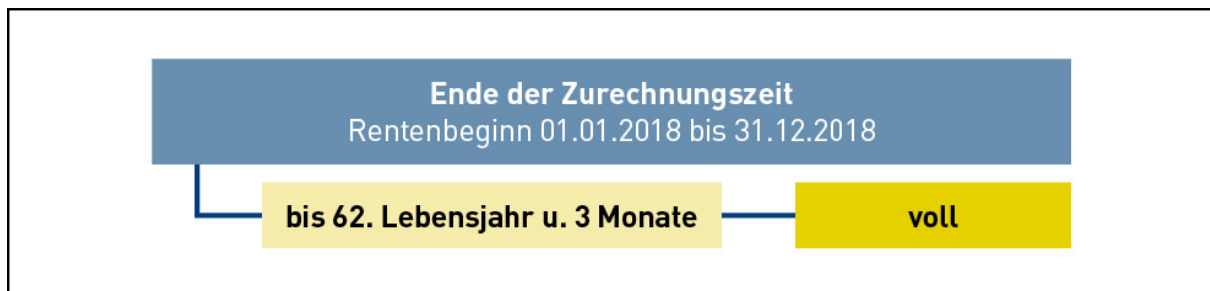 Ende der Zurechnungszeit
Rentenbeginn 01.01.2018 bis 31.12.2018
bis 62. Lebensjahr u. 3 Monate
voll